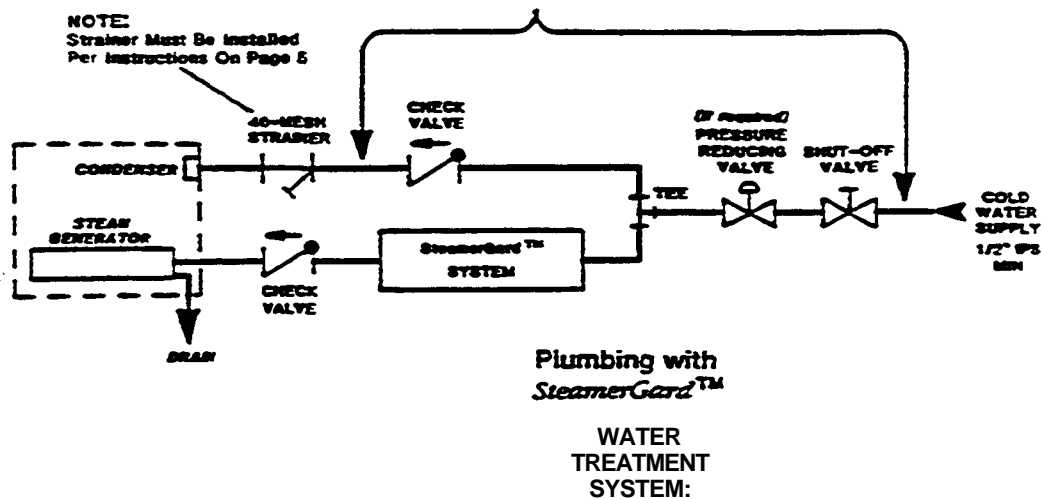 NOTE:
Strainer Must Be Installed
Per Instructions On Page 5
40-MESH
STRAINER
CHECK
VALVE
(If required)
PRESSURE
REDUCING
VALVE
SHUT-OFF
VALVE
CONDENSER
TEE
COLD
WATER
SUPPLY
1/2" IPS
MIN
STEAM
GENERATOR
SteamerGard™
SYSTEM
CHECK
VALVE
DRAIN
Plumbing with
SteamerGard™
WATER
TREATMENT
SYSTEM: